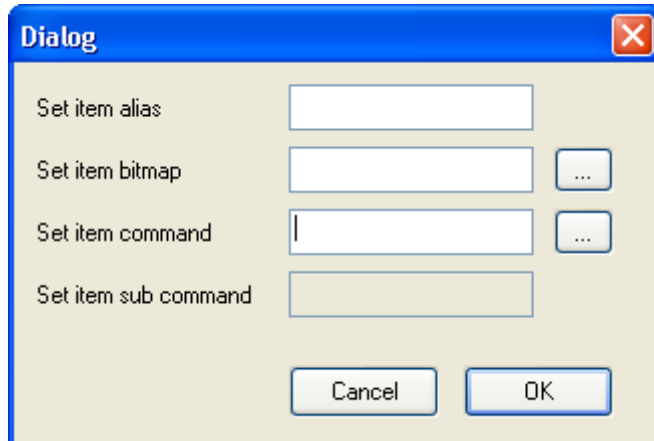 Dialog
Set item alias
Set item bitmap
...
Set item command
...
Set item sub command
Cancel
OK